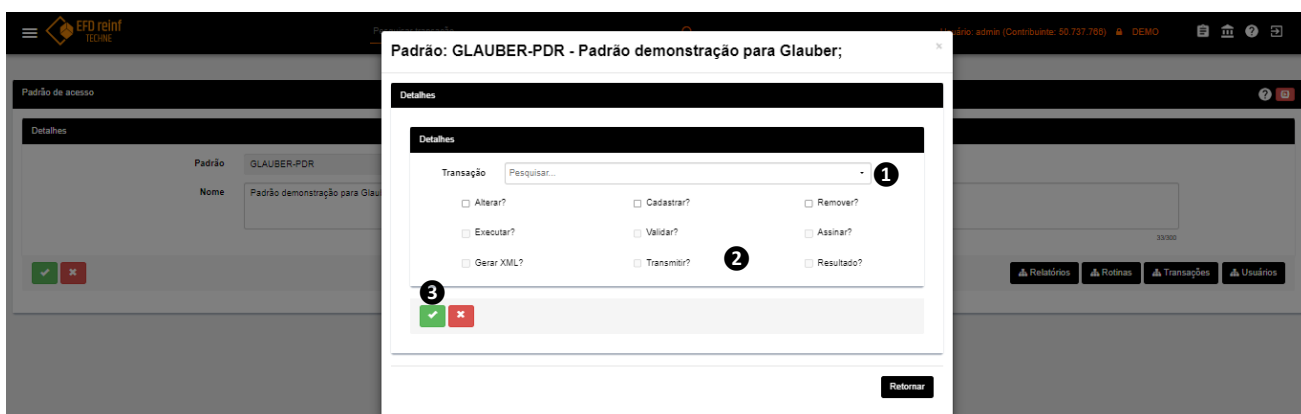 EFD reinf
TECHNE
Pesquisar transação
Usuário: admin (Contribuinte: 50.737.766) DEMO
Padrão: GLAUBER-PDR - Padrão demonstração para Glauber;
×
Padrão de acesso
Detalhes
Detalhes
Detalhes
Padrão GLAUBER-PDR
Transação Pesquisar...
1
Nome Padrão demonstração para Glau
Alterar? Cadastrar? Remover?
Executar? Validar? Assinar?
33/300
Gerar XML? Transmitir? Resultado?
2
Relatórios Rotinas Transações Usuários
3
Retornar